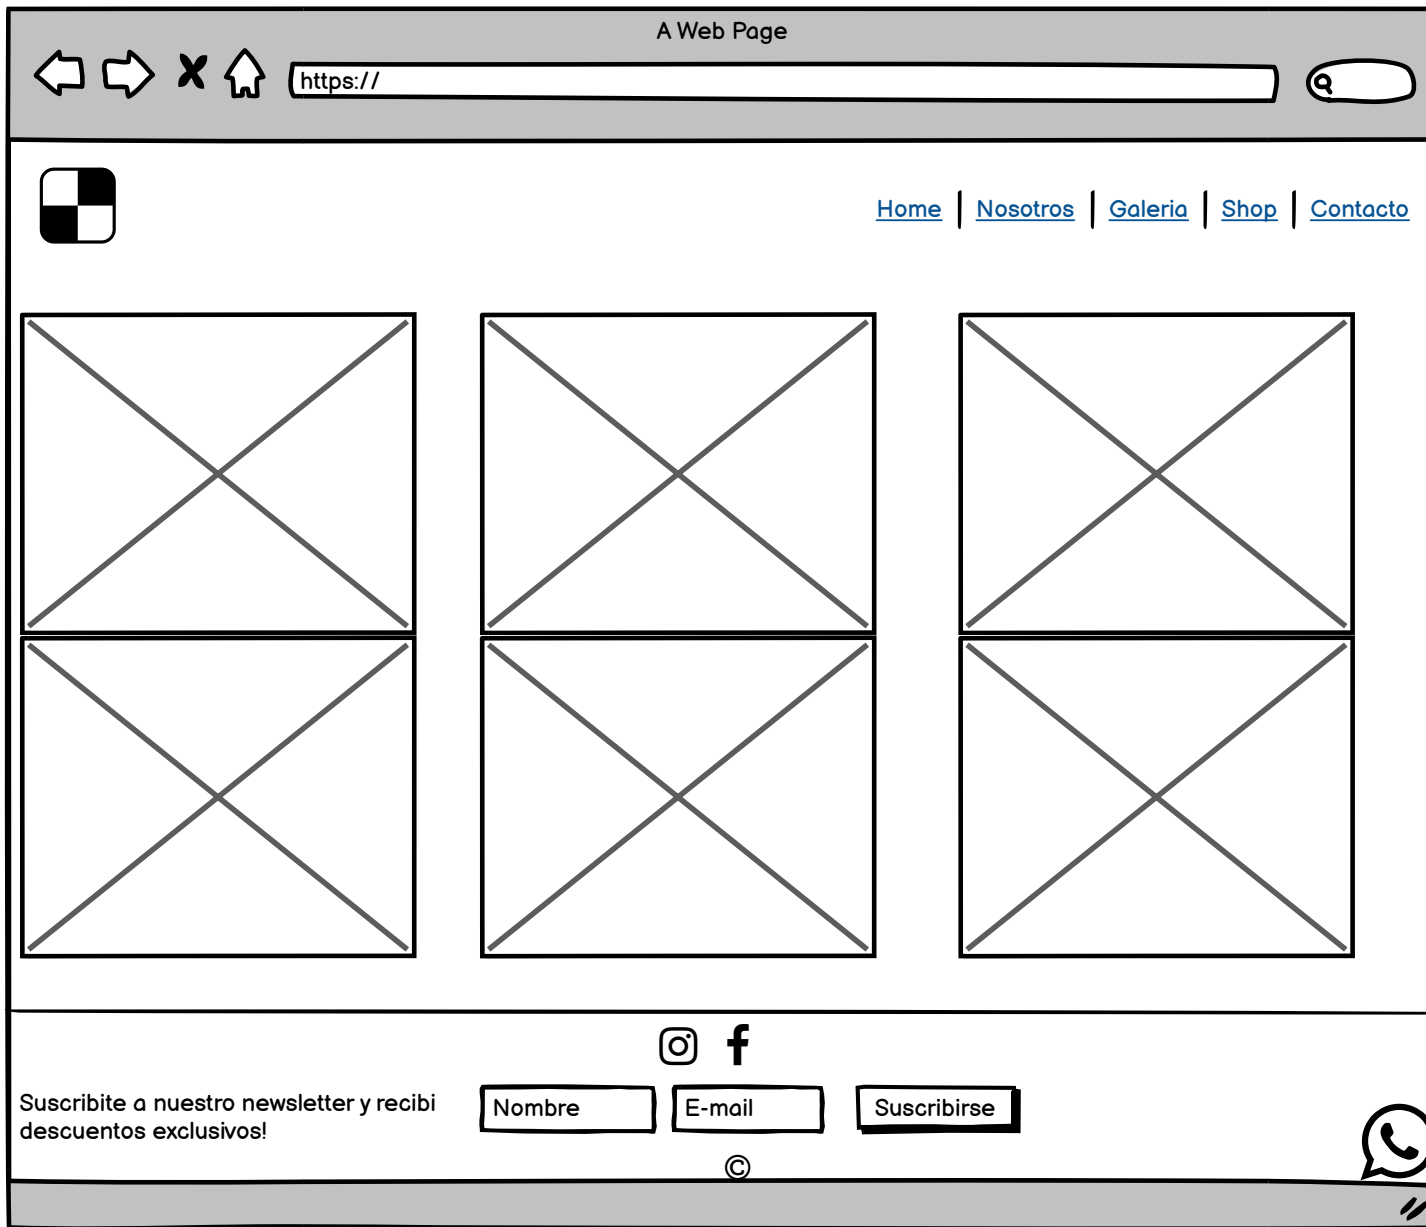 A Web Page
https://
Home | Nosotros | Galeria | Shop | Contacto
Suscribite a nuestro newsletter y recibi
descuentos exclusivos!
Nombre
E-mail
Suscribirse
©